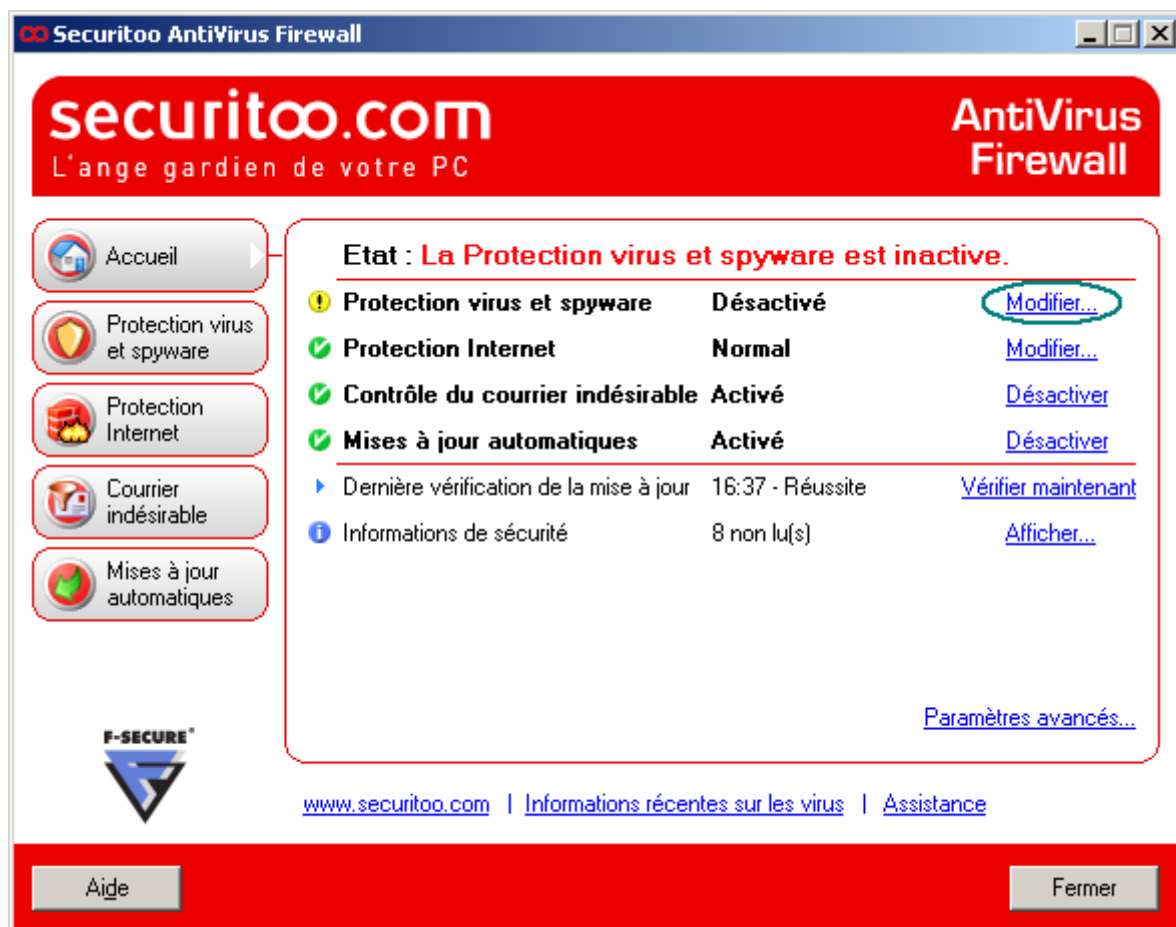 Securitoo AntiVirus Firewall
securitoo.com
L'ange gardien de votre PC
AntiVirus
Firewall
Accueil
Protection virus
et spyware
Protection
Internet
Courrier
indésirable
Mises à jour
automatiques
Etat : La Protection virus et spyware est inactive.
Protection virus et spyware Désactivé Modifier...
Protection Internet Normal Modifier...
Contrôle du courrier indésirable Activé Désactiver
Mises à jour automatiques Activé Désactiver
Dernière vérification de la mise à jour 16:37 - Réussite Vérifier maintenant
Informations de sécurité 8 non lu(s) Afficher...
Paramètres avancés...
F-SECURE®
www.securitoo.com | Informations récentes sur les virus | Assistance
Aide
Fermer